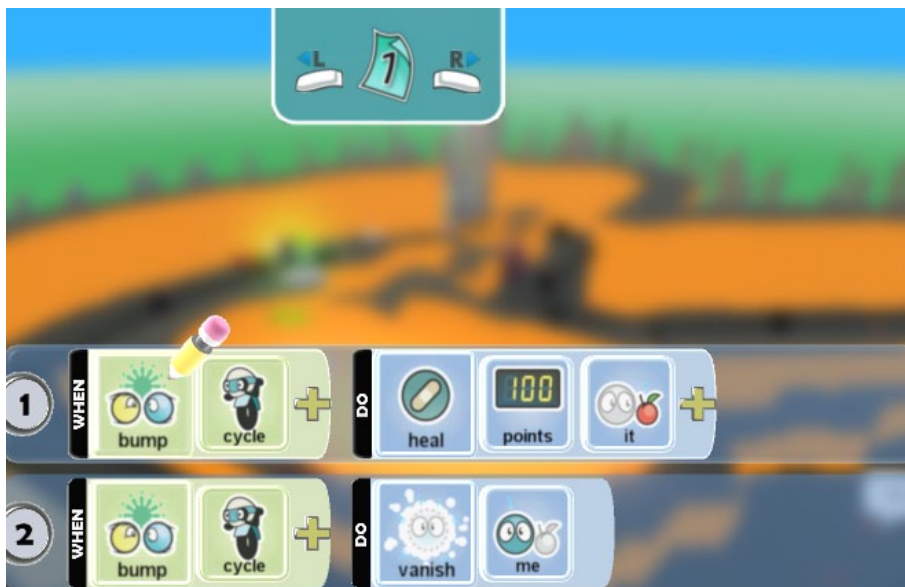 L 1 R
1 WHEN bump cycle + DO heal 100 points it +
2 WHEN bump cycle + DO vanish me